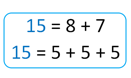 15 = 8 + 7
15 = 5 + 5 + 5